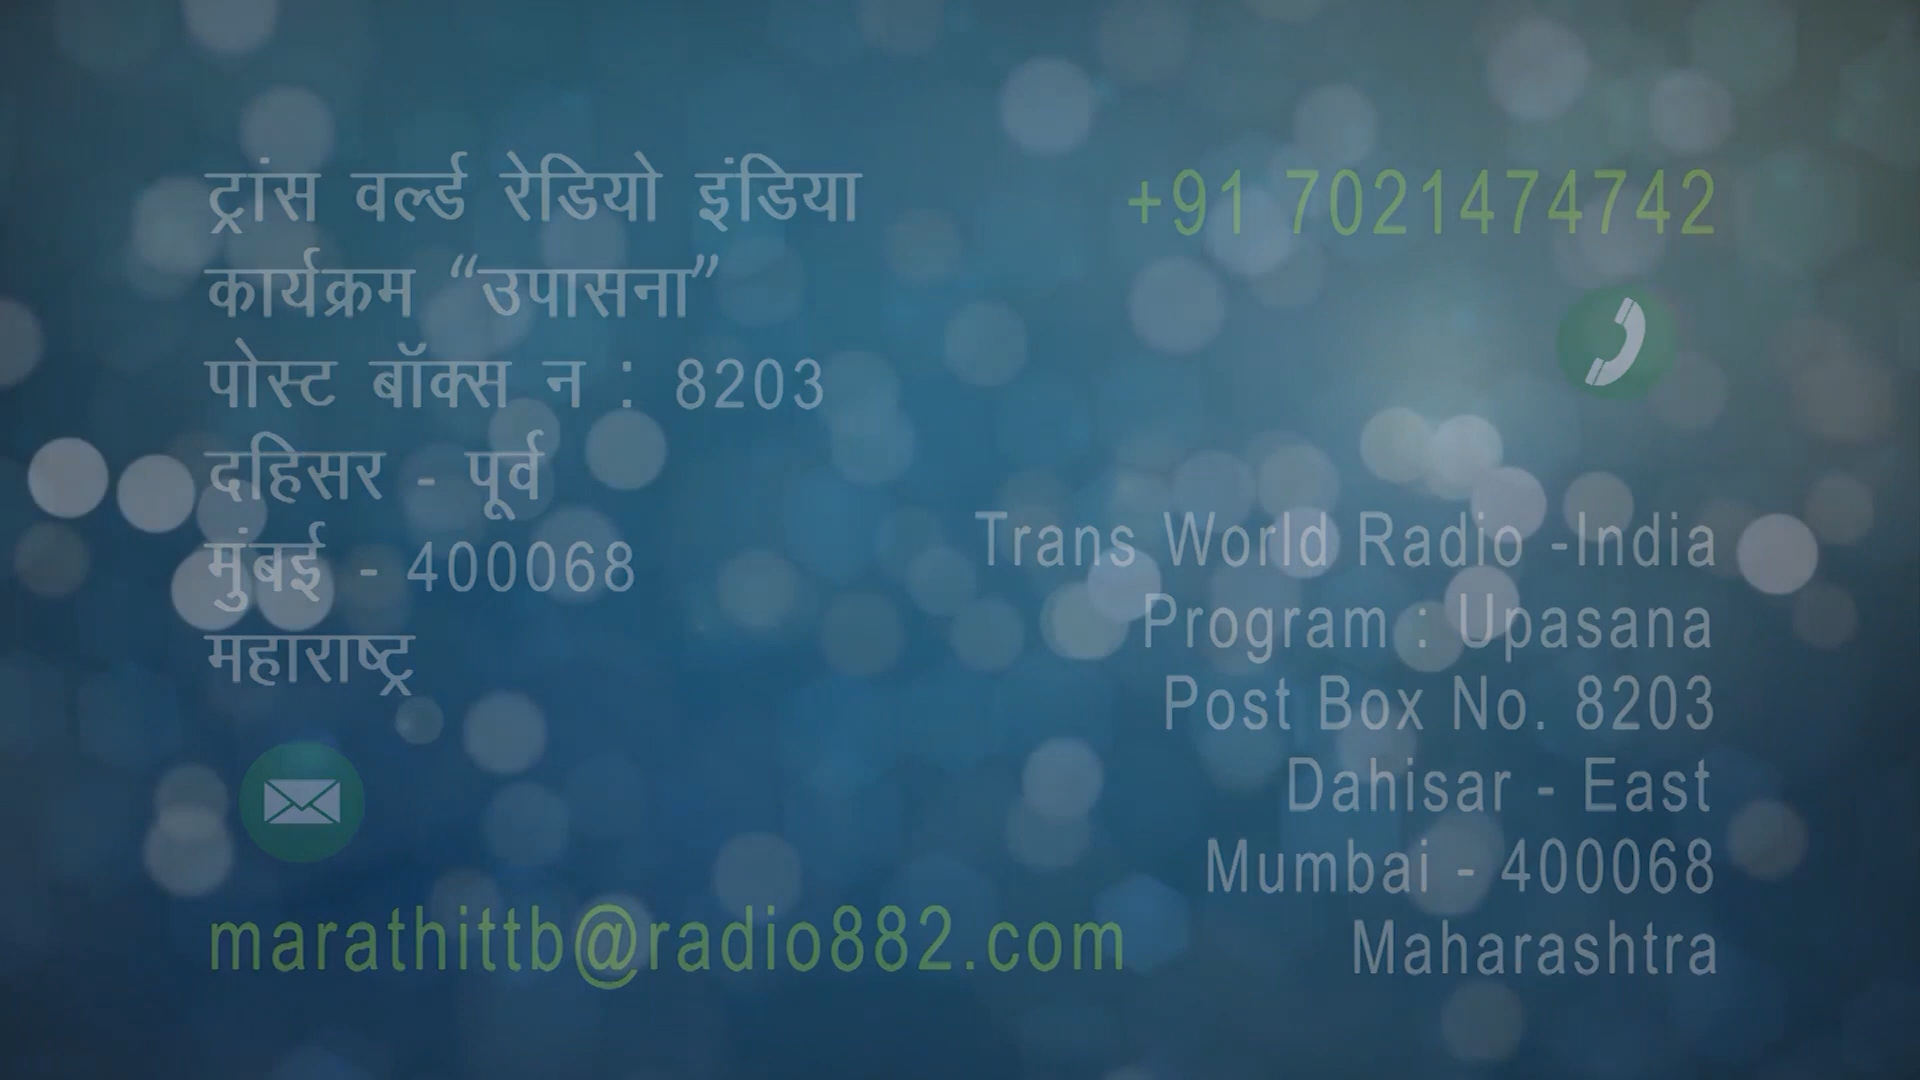 ट्रांस वर्ल्ड रेडियो इंडिया
कार्यक्रम “उपासना”
पोस्ट बॉक्स न : 8203
दहिसर - पूर्व
मुंबई - 400068
महाराष्ट्र
marathittb@radio882.com
+91 7021474742
Trans World Radio -India
Program : Upasana
Post Box No. 8203
Dahisar - East
Mumbai - 400068
Maharashtra